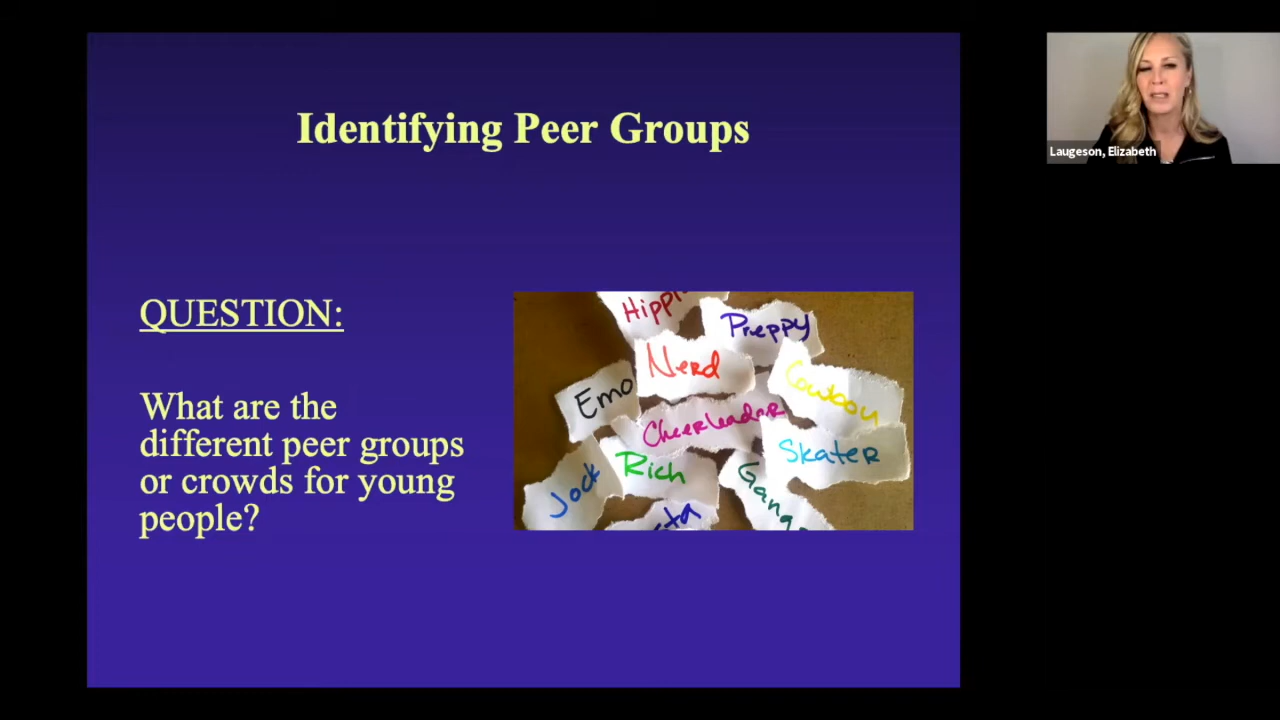 Identifying Peer Groups
Laugeson, Elizabeth
QUESTION:
What are the
different peer groups
or crowds for young
people?
Preppy
Nerd
Cowboy
Emo
Cheerleader
Skater
Rich
Jock